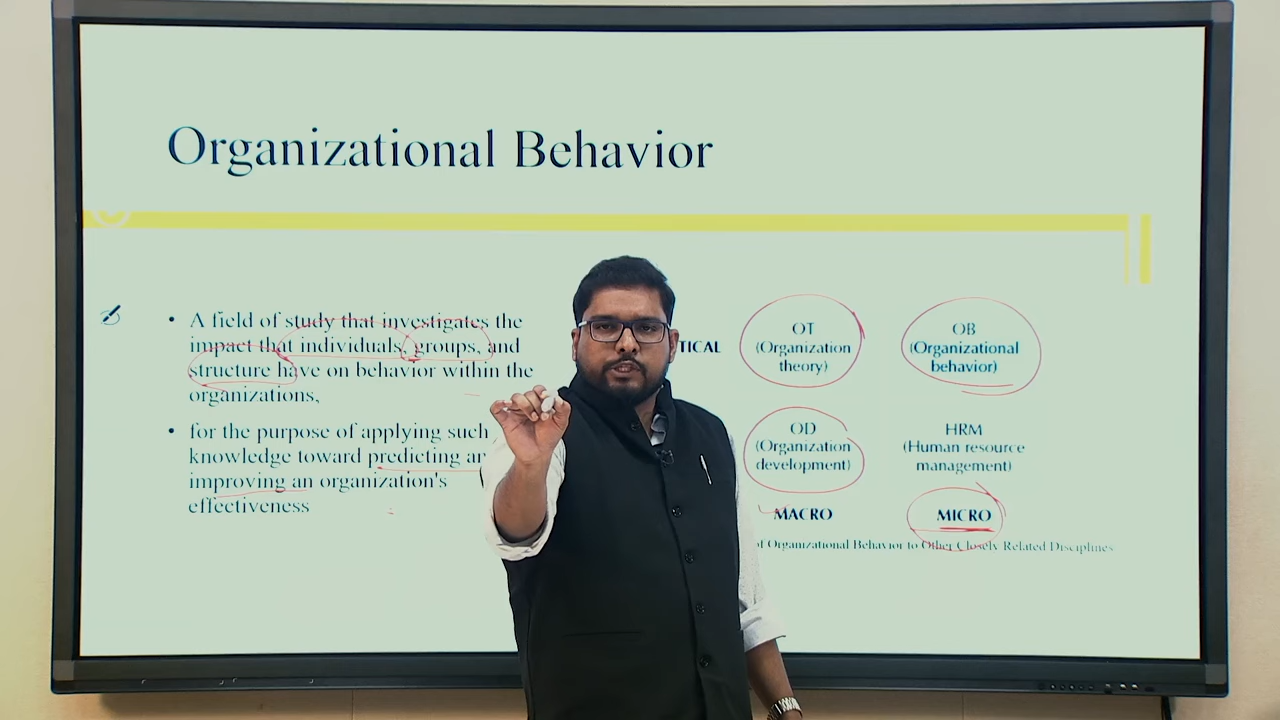 Organizational Behavior
• A field of study that investigates the
impact that individuals, groups, and
structure have on behavior within the
organizations,
• for the purpose of applying such
knowledge toward predicting
improving an organization's
effectiveness
OT
(Organization
theory)
OB
(Organizational
behavior)
OD
(Organization
development)
HRM
(Human resource
management)
MACRO
MICRO
of Organizational Behavior to Other Closely Related Disciplines